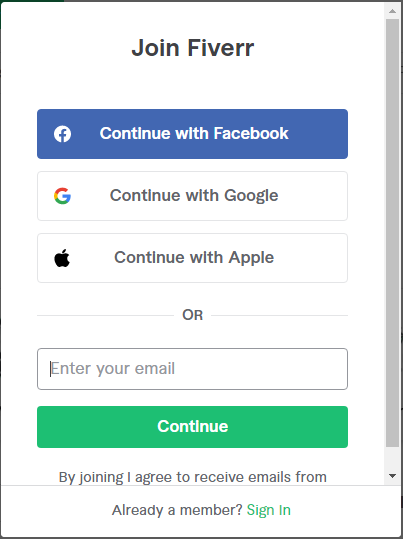 Join Fiverr
Continue with Facebook
Continue with Google
Continue with Apple
OR
Enter your email
Continue
By joining I agree to receive emails from
Already a member? Sign In